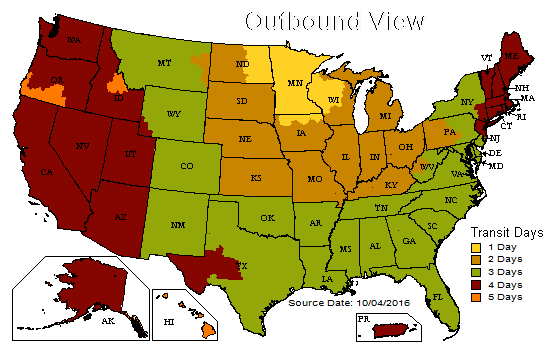 Outbound View
WA
MT
ND
MN
VT
ME
OR
ID
WY
SD
WI
MI
NY
NH
MA
RI
CT
NV
UT
CO
NE
IA
IL
IN
OH
PA
NJ
DE
MD
CA
KS
MO
KY
WV
VA
AZ
NM
OK
AR
TN
NC
SC
TX
LA
MS
AL
GA
FL
AK
HI
PR
Transit Days
1 Day
2 Days
3 Days
4 Days
5 Days
Source Date: 10/04/2016